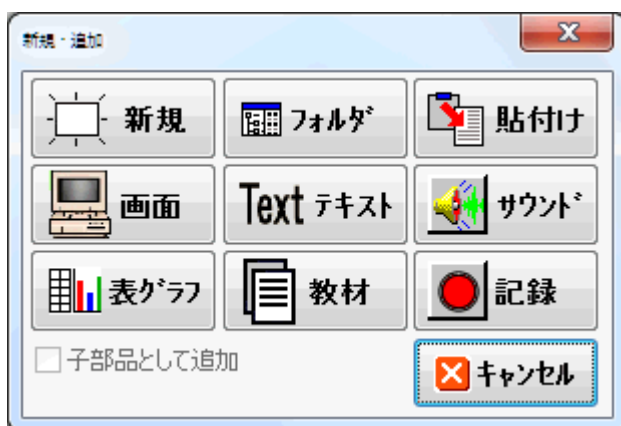 新規・追加
新規 フォルダ 貼付け
画面 Text テキスト サウンド
表グラフ 教材 記録
子部品として追加
キャンセル